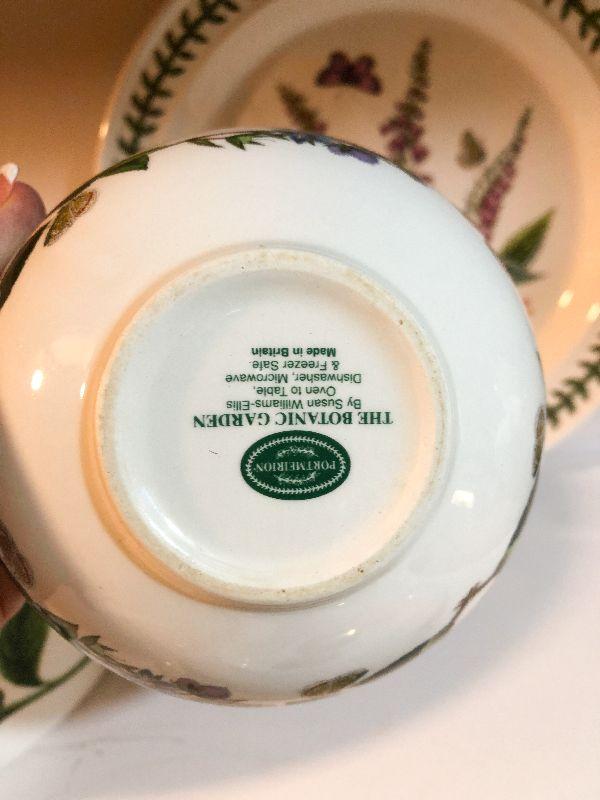 PORTMEIRION
THE BOTANIC GARDEN
By Susan Williams-Ellis
Oven to Table,
Dishwasher, Microwave
& Freezer Safe.
Made in Britain